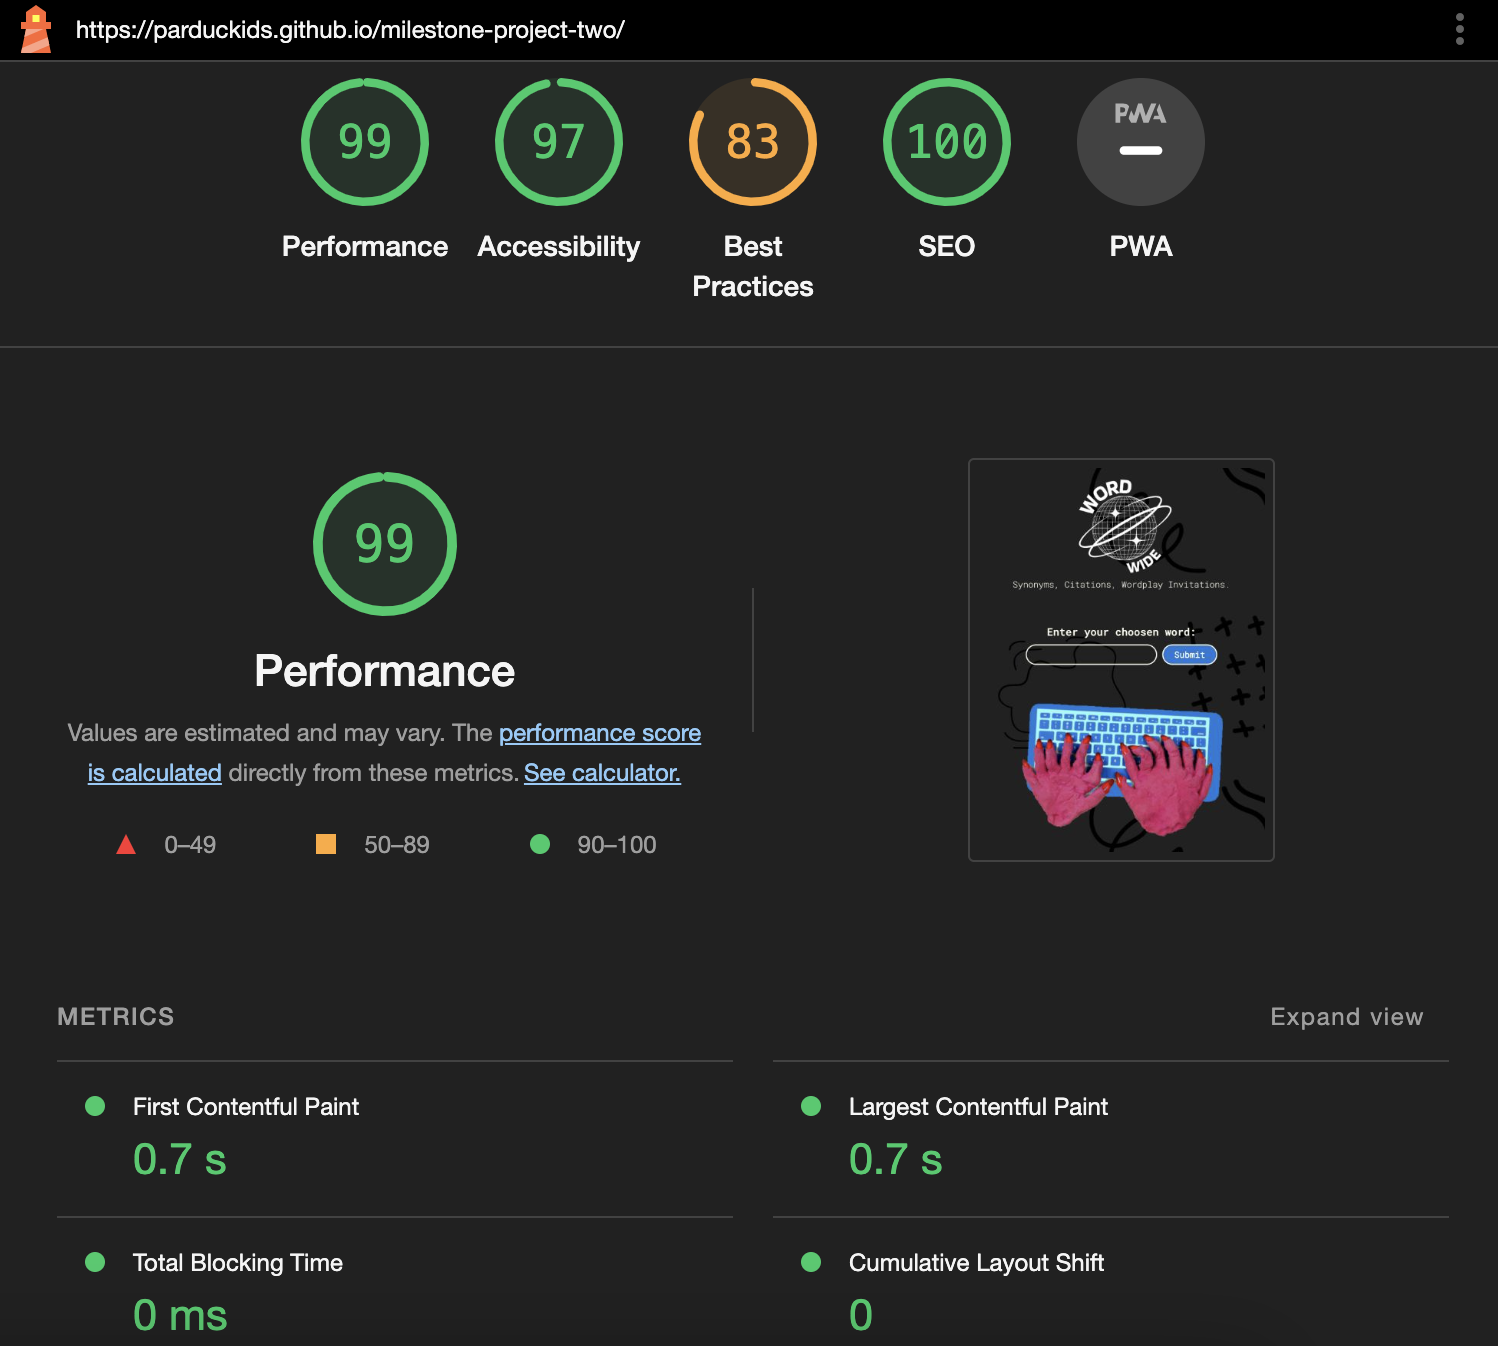 https://parduckids.github.io/milestone-project-two/
99
97
83
100
PWA
Performance
Accessibility
Best
Practices
SEO
PWA
99
Performance
Values are estimated and may vary. The performance score
is calculated directly from these metrics. See calculator.
0–49
50–89
90–100
WORD
WIDE
Synonyms, Citations, Wordplay Invitations.
Enter your choosen word:
Submit
METRICS
Expand view
First Contentful Paint
0.7 s
Largest Contentful Paint
0.7 s
Total Blocking Time
0 ms
Cumulative Layout Shift
0